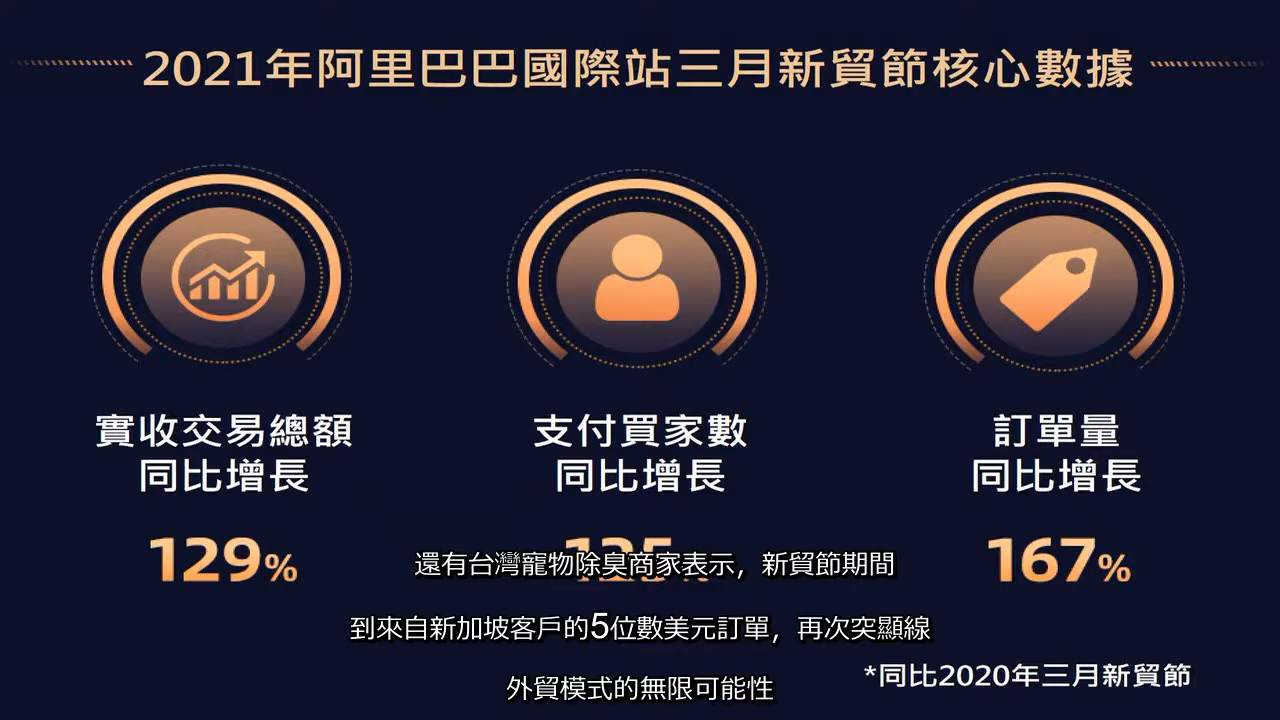 2021年阿里巴巴國際站三月新貿節核心數據
實收交易總額
同比增長
129%
支付買家數
同比增長
訂單量
同比增長
167%
還有台灣寵物除臭商家表示，新貿節期間
到來自新加坡客戶的5位數美元訂單，再次突顯線
外貿模式的無限可能性
*同比2020年三月新貿節